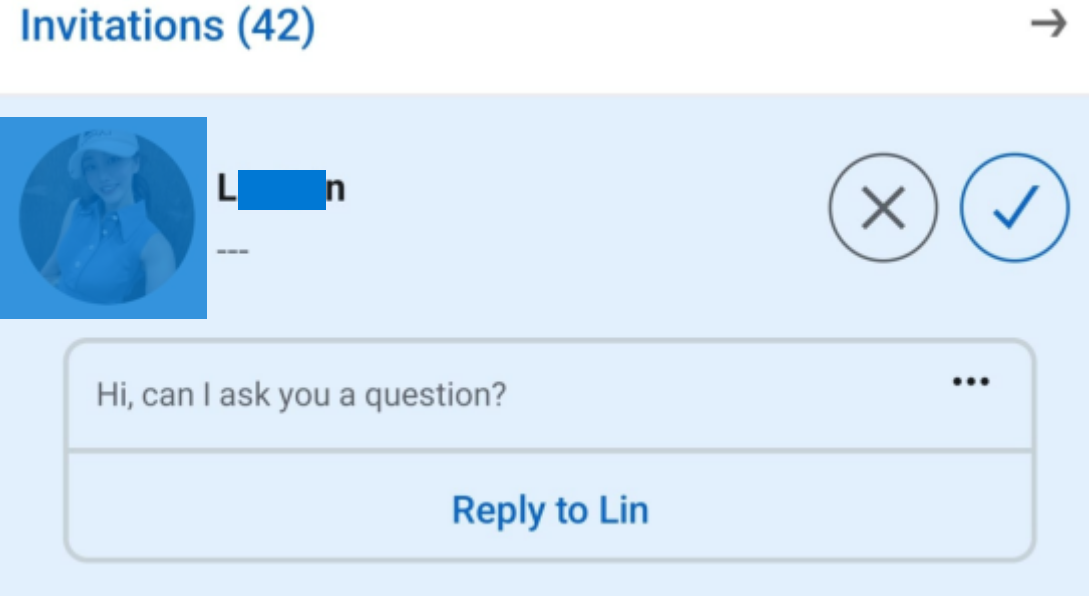 Invitations (42)
L n
---
Hi, can I ask you a question?
Reply to Lin